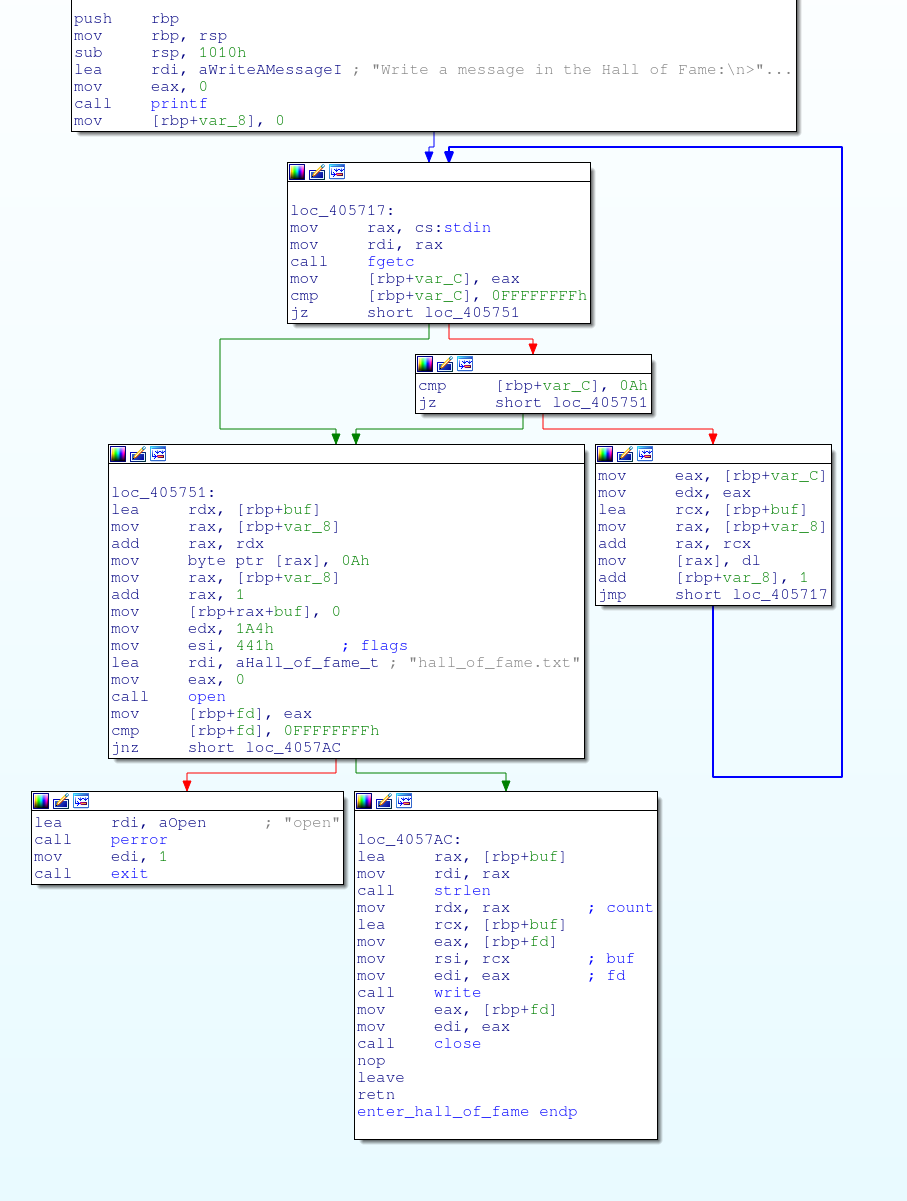 push rbp
mov rbp, rsp
sub rsp, 1010h
lea rdi, aWriteAMessageI ; "Write a message in the Hall of Fame:\n>"...
mov eax, 0
call printf
mov [rbp+var_8], 0
loc_405717:
mov rax, cs:stdin
mov rdi, rax
call fgetc
mov [rbp+var_C], eax
cmp [rbp+var_C], 0FFFFFFFFh
jz short loc_405751
cmp [rbp+var_C], 0Ah
jz short loc_405751
loc_405751:
lea rdx, [rbp+buf]
mov rax, [rbp+var_8]
add rax, rdx
mov byte ptr [rax], 0Ah
mov rax, [rbp+var_8]
add rax, 1
mov [rbp+rax+buf], 0
mov edx, 1A4h
mov esi, 441h ; flags
lea rdi, aHall_of_fame_t ; "hall_of_fame.txt"
mov eax, 0
call open
mov [rbp+fd], eax
cmp [rbp+fd], 0FFFFFFFFh
jnz short loc_4057AC
mov eax, [rbp+var_C]
mov edx, eax
lea rcx, [rbp+buf]
mov rax, [rbp+var_8]
add rax, rcx
mov [rax], dl
add [rbp+var_8], 1
jmp short loc_405717
lea rdi, aOpen ; "open"
call perror
mov edi, 1
call exit
loc_4057AC:
lea rax, [rbp+buf]
mov rdi, rax
call strlen
mov rdx, rax ; count
lea rcx, [rbp+buf]
mov eax, [rbp+fd]
mov rsi, rcx ; buf
mov edi, eax ; fd
call write
mov eax, [rbp+fd]
mov edi, eax
call close
nop
leave
retn
enter_hall_of_fame endp